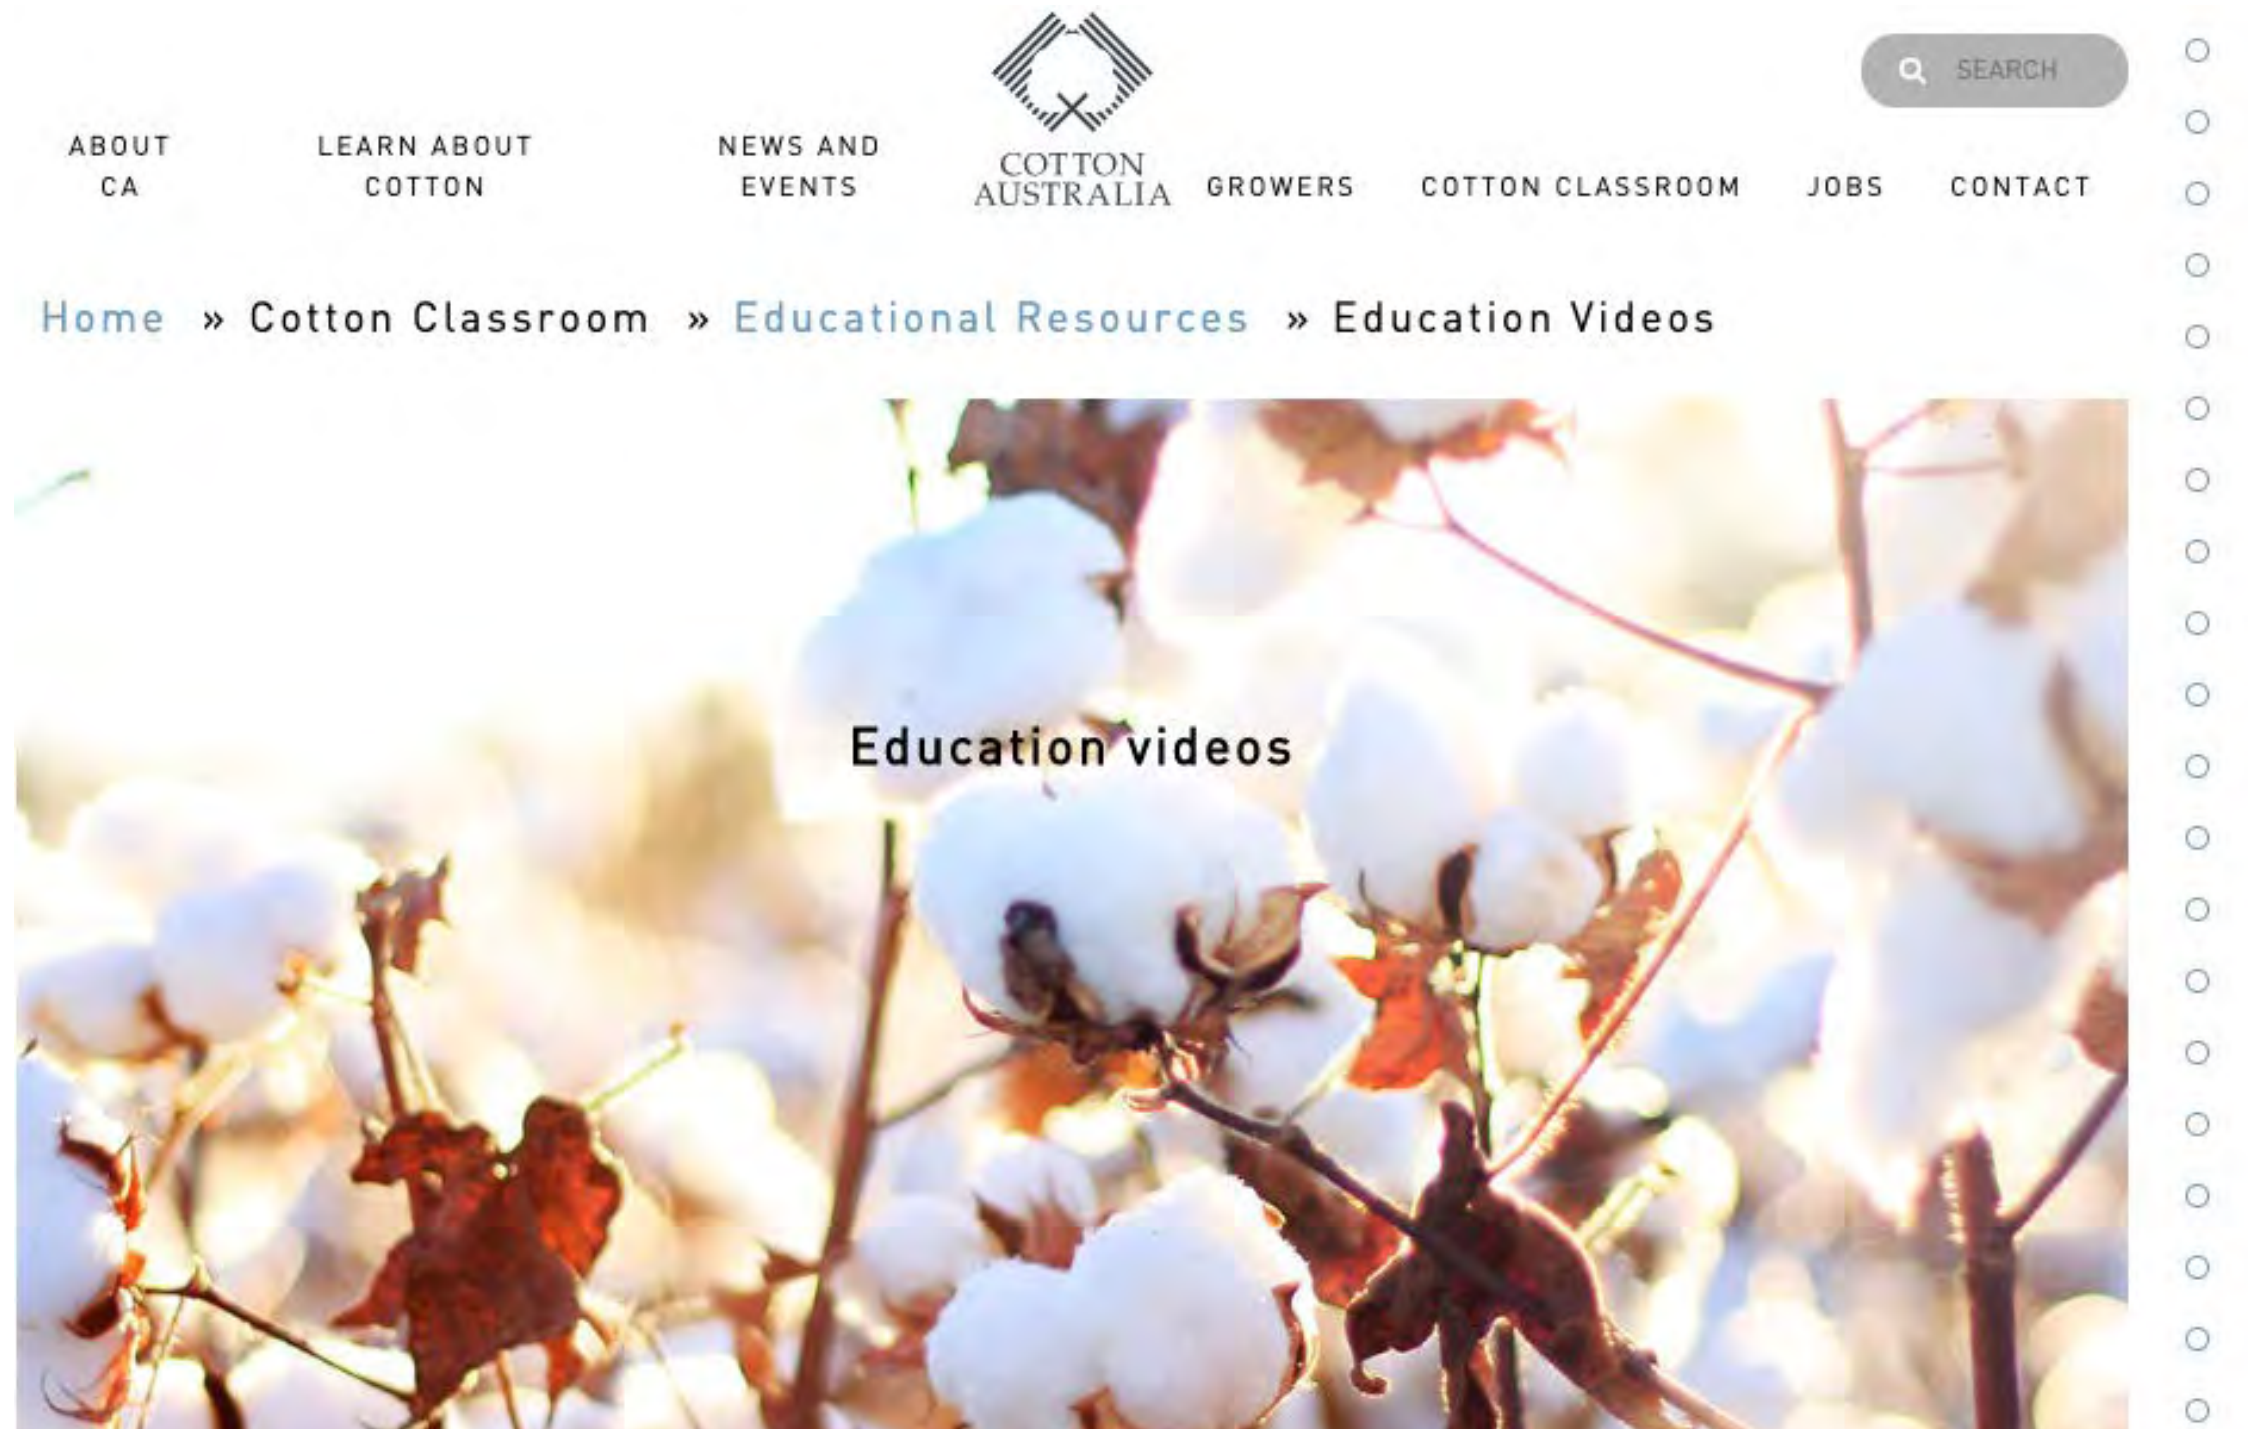 SEARCH
ABOUT
CA
LEARN ABOUT
COTTON
NEWS AND
EVENTS
COTTON
AUSTRALIA
GROWERS
COTTON CLASSROOM
JOBS
CONTACT
Home » Cotton Classroom » Educational Resources » Education Videos
Education videos